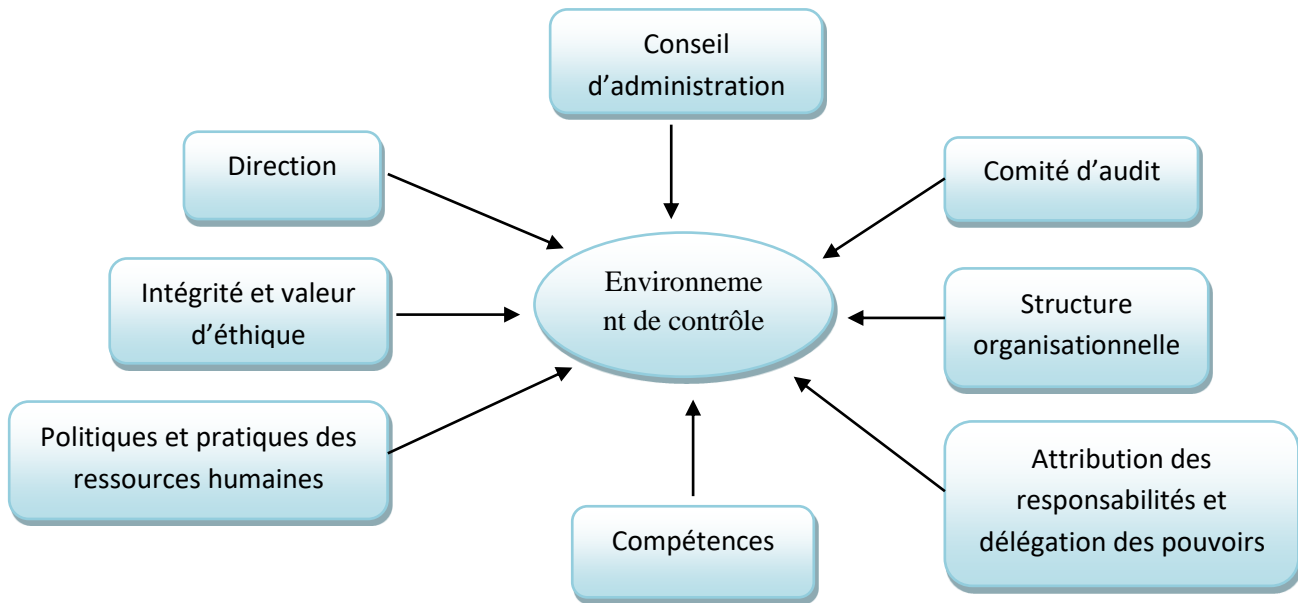 Conseil
d’administration
Direction
Comité d’audit
Intégrité et valeur
d’éthique
Environneme
nt de contrôle
Structure
organisationnelle
Politiques et pratiques des
ressources humaines
Compétences
Attribution des
responsabilités et
délégation des pouvoirs